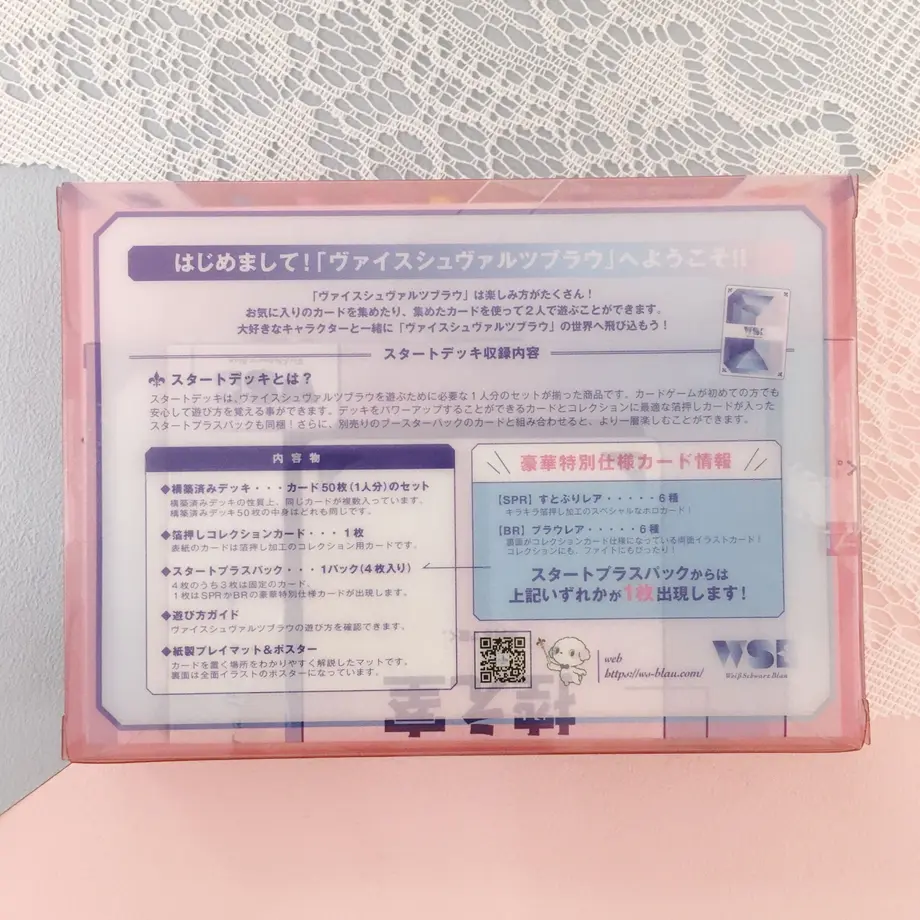 はじめまして!「ヴァイスシュヴァルツブラウ」へようこそ!!
「ヴァイスシュヴァルツブラウ」は楽しみ方がたくさん!
お気に入りのカードを集めたり、集めたカードを使って2人で遊ぶことができます。
大好きなキャラクターと一緒に「ヴァイスシュヴァルツブラウ」の世界へ飛び込もう!
スタートデッキ収録内容
スタートデッキとは?
スタートデッキは、ヴァイスシュヴァルツブラウを遊ぶために必要な1人分のセットが揃った商品です。カードゲームが初めての方でも
安心して遊び方を覚える事ができます。デッキをパワーアップすることができるカードとコレクションに最適な箔押しカードが入った
スタートプラスパックも同梱!さらに、別売りのブースターパックのカードと組み合わせると、より一層楽しむことができます。
内容物
◆構築済みデッキ・・・カード50枚(1人分)のセット
構築済みデッキの性質上、同じカードが複数入っています。
構築済みデッキ50枚の中身はどれも同じです。
◆箔押しコレクションカード・・・1枚
表紙のカードは箔押し加工のコレクション用カードです。
◆スタートプラスパック・・・1パック(4枚入り)
4枚のうち3枚は固定のカード。
1枚はSPRかBRの豪華特別仕様カードが出現します。
◆遊び方ガイド
ヴァイスシュヴァルツブラウの遊び方を確認できます。
◆紙製プレイマット&ポスター
カードを置く場所をわかりやすく解説したマットです。
裏面は全面イラストのポスターになっています。
豪華特別仕様カード情報
【SPR】すとぷりレア・・・・・6種
キラキラ箔押し加工のスペシャルなホロカード!
【BR】ブラウレア・・・・・6種
裏面がコレクションカード仕様になっている両面イラストカード!
コレクションにも、ファイトにもぴったり!
スタートプラスパックからは
上記いずれかが1枚出現します!
web
https://ws-blau.com/
WSB
Weiß Schwarz Blau